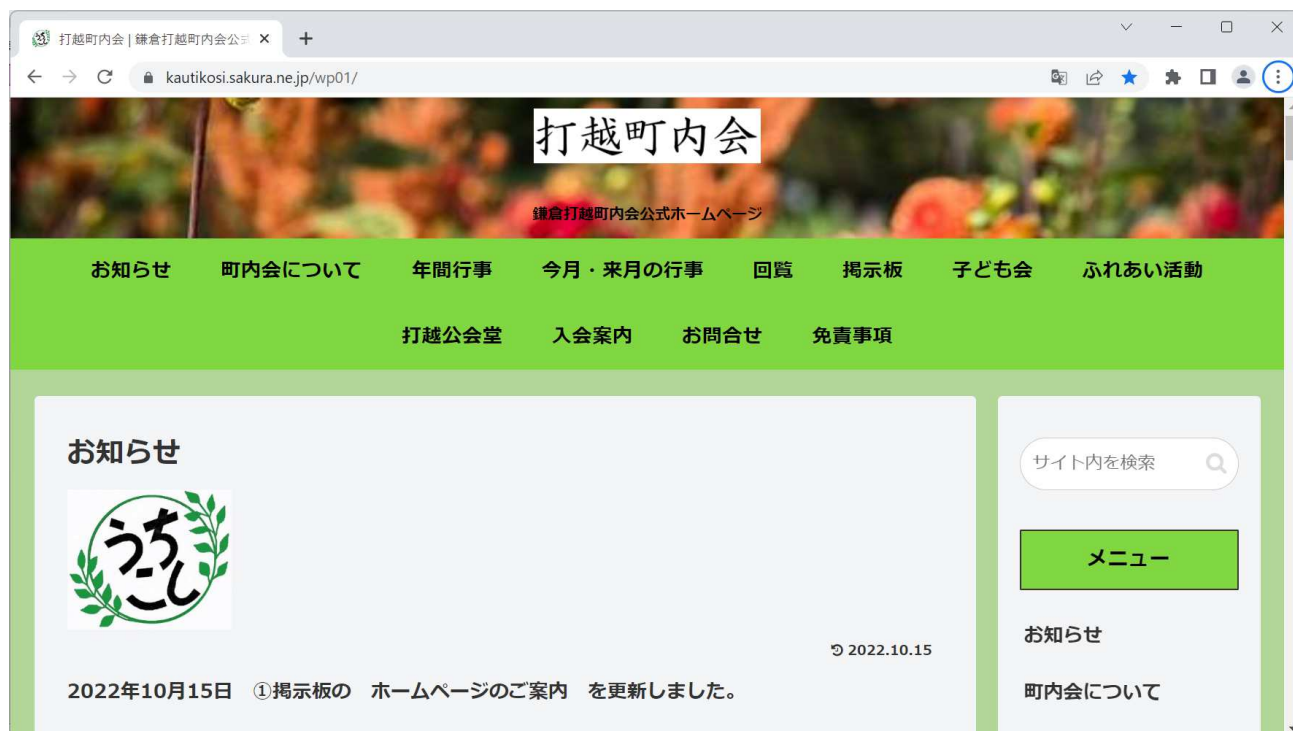 打越町内会 | 鎌倉打越町内会公式
kautikosi.sakura.ne.jp/wp01/
打越町内会
鎌倉打越町内会公式ホームページ
お知らせ 町内会について 年間行事 今月・来月の行事 回覧 掲示板 子ども会 ふれあい活動
打越公会堂 入会案内 お問合せ 免責事項
お知らせ
うちこし
2022.10.15
2022年10月15日 ①掲示板の ホームページのご案内 を更新しました。
サイト内を検索
メニュー
お知らせ
町内会について